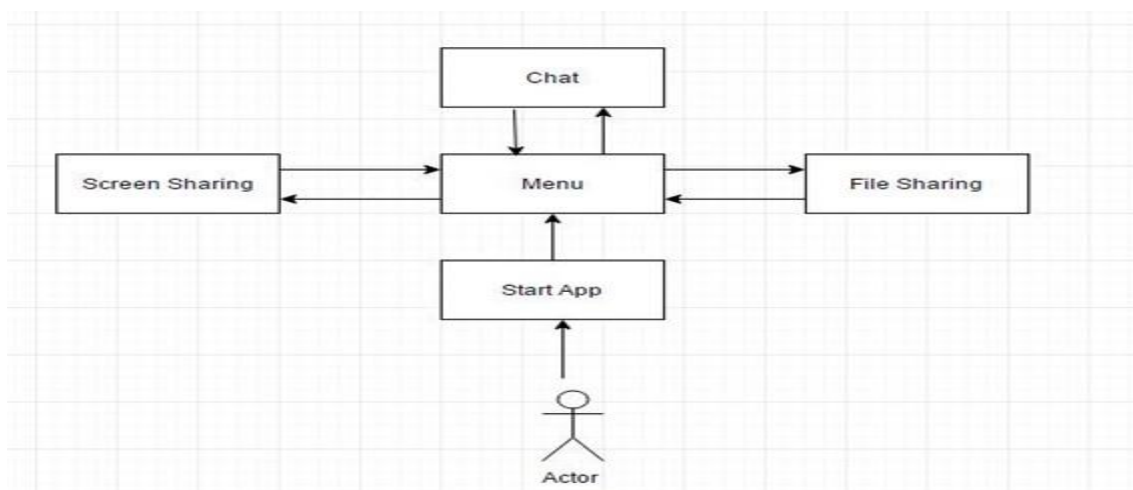 Chat
Screen Sharing
Menu
File Sharing
Start App
Actor